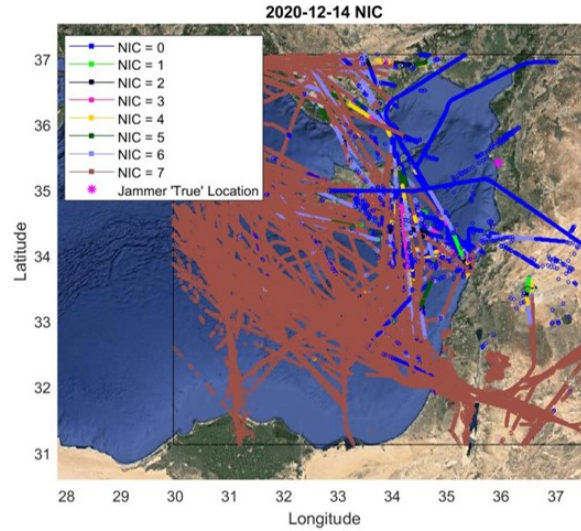 2020-12-14 NIC
NIC = 0
NIC = 1
NIC = 2
NIC = 3
NIC = 4
NIC = 5
NIC = 6
NIC = 7
Jammer 'True' Location
Latitude
37
36
35
34
33
32
31
28 29 30 31 32 33 34 35 36 37
Longitude